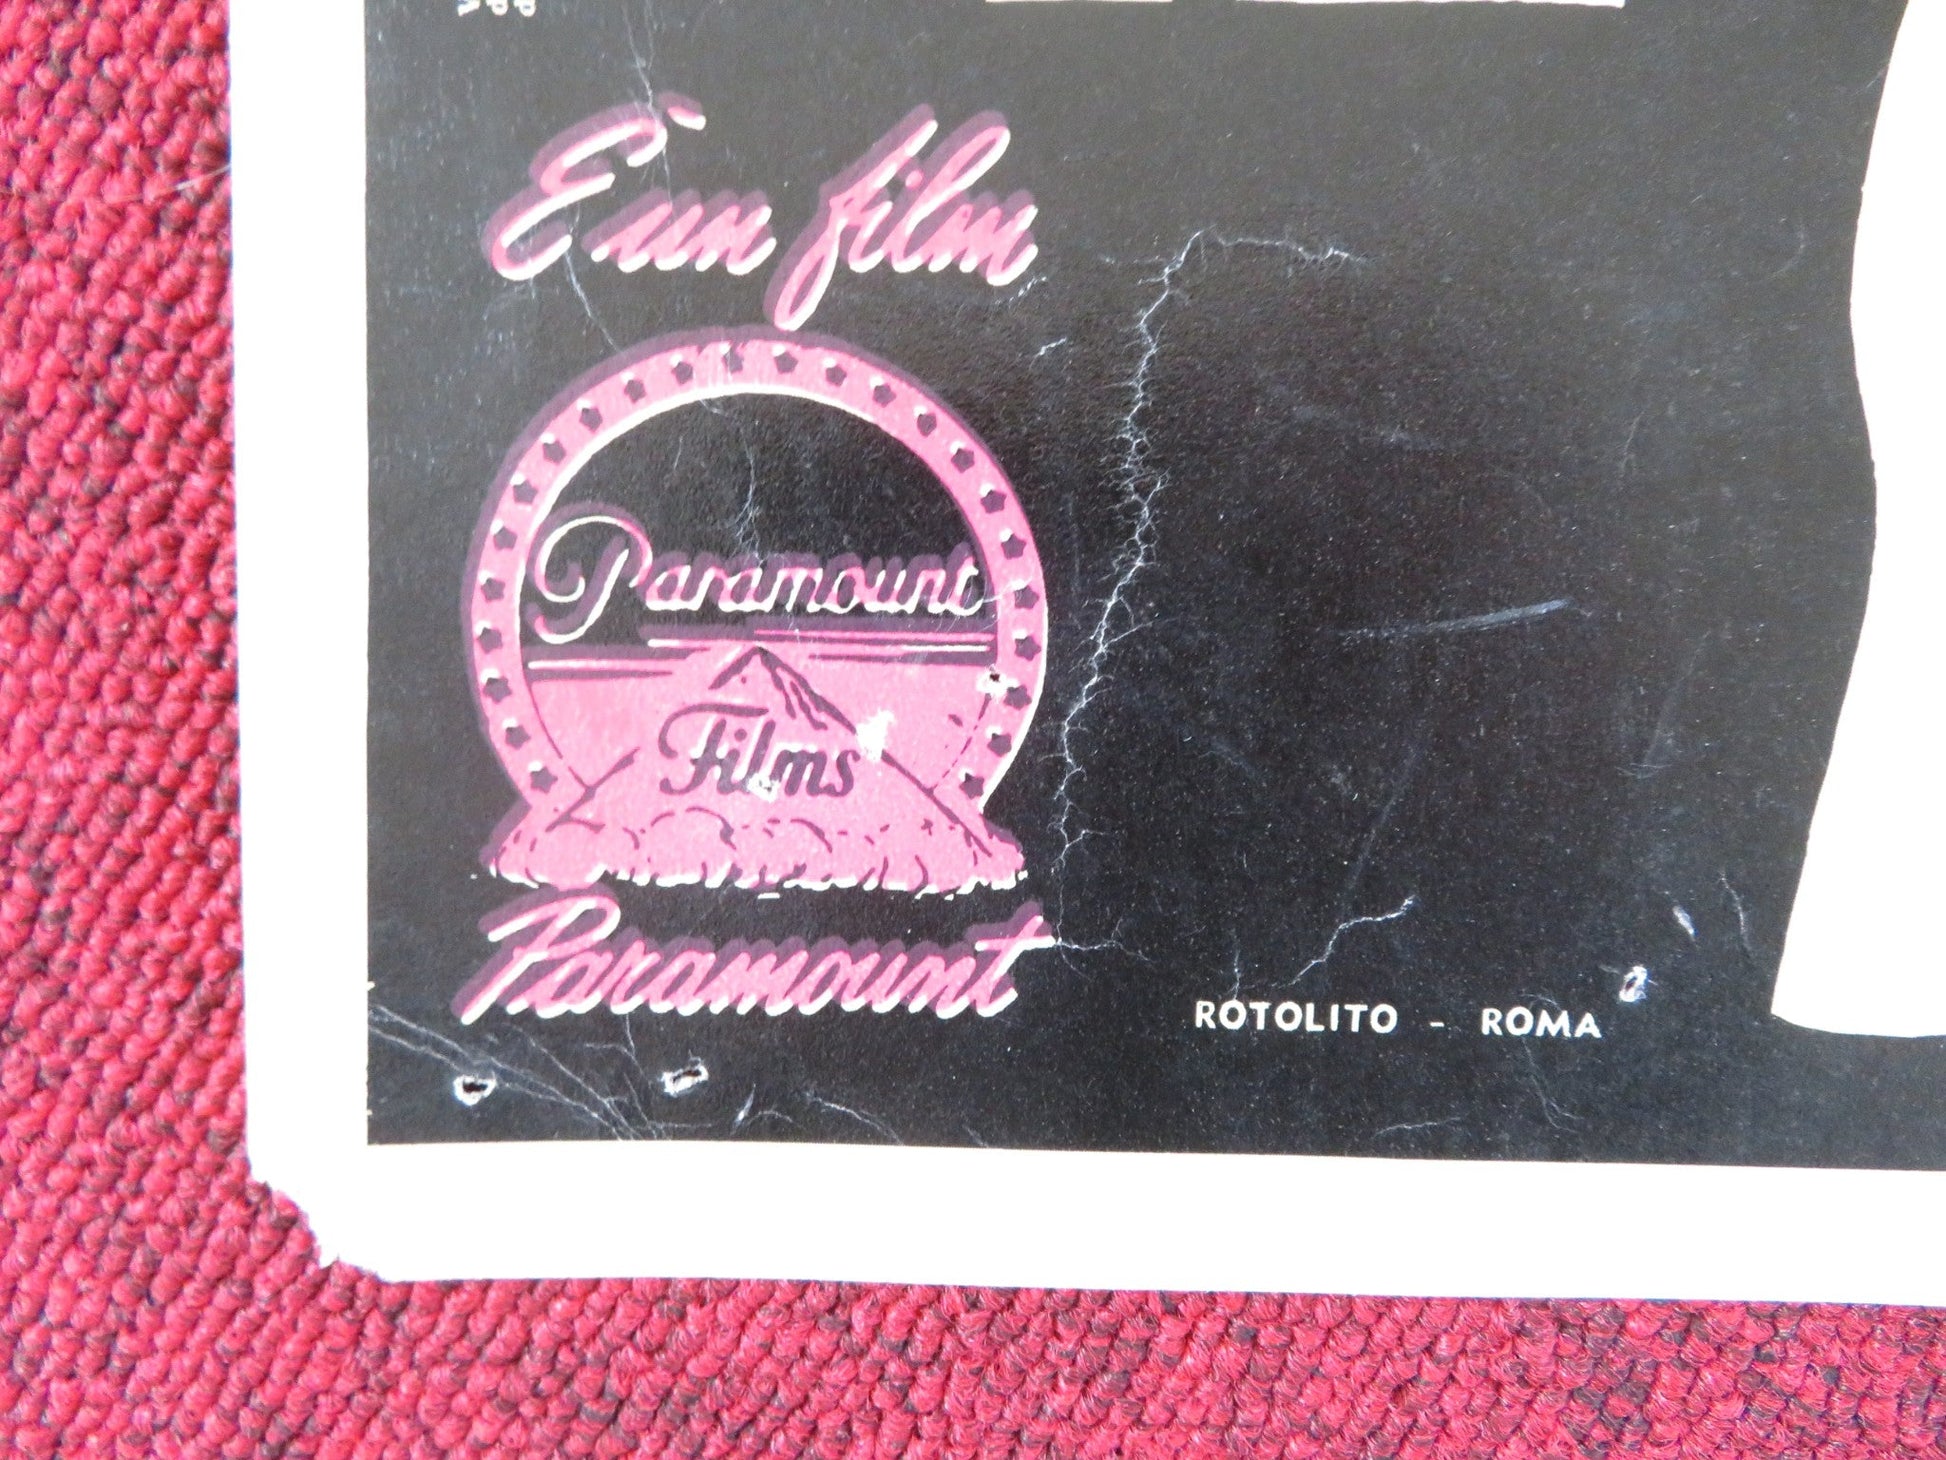 È un film
Paramount
Films
Paramount
ROTOLITO - ROMA